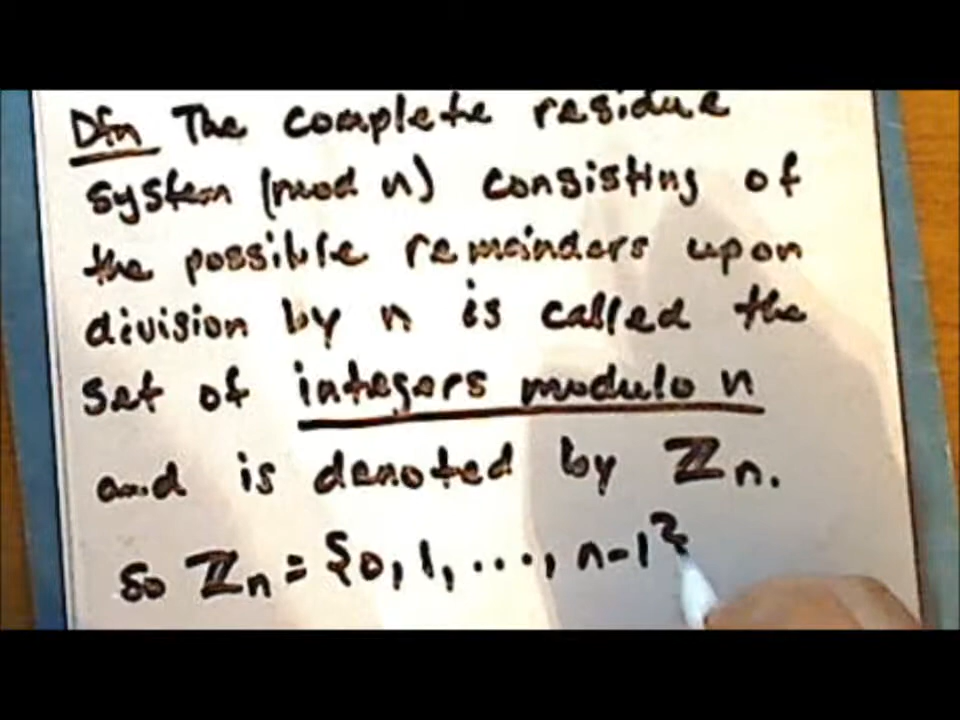 Dfn The complete residue
system (mod n) consisting of
the possible remainders upon
division by n is called the
set of integers modulo n
and is denoted by ℤn.
so ℤn = {0, 1, ..., n-1}